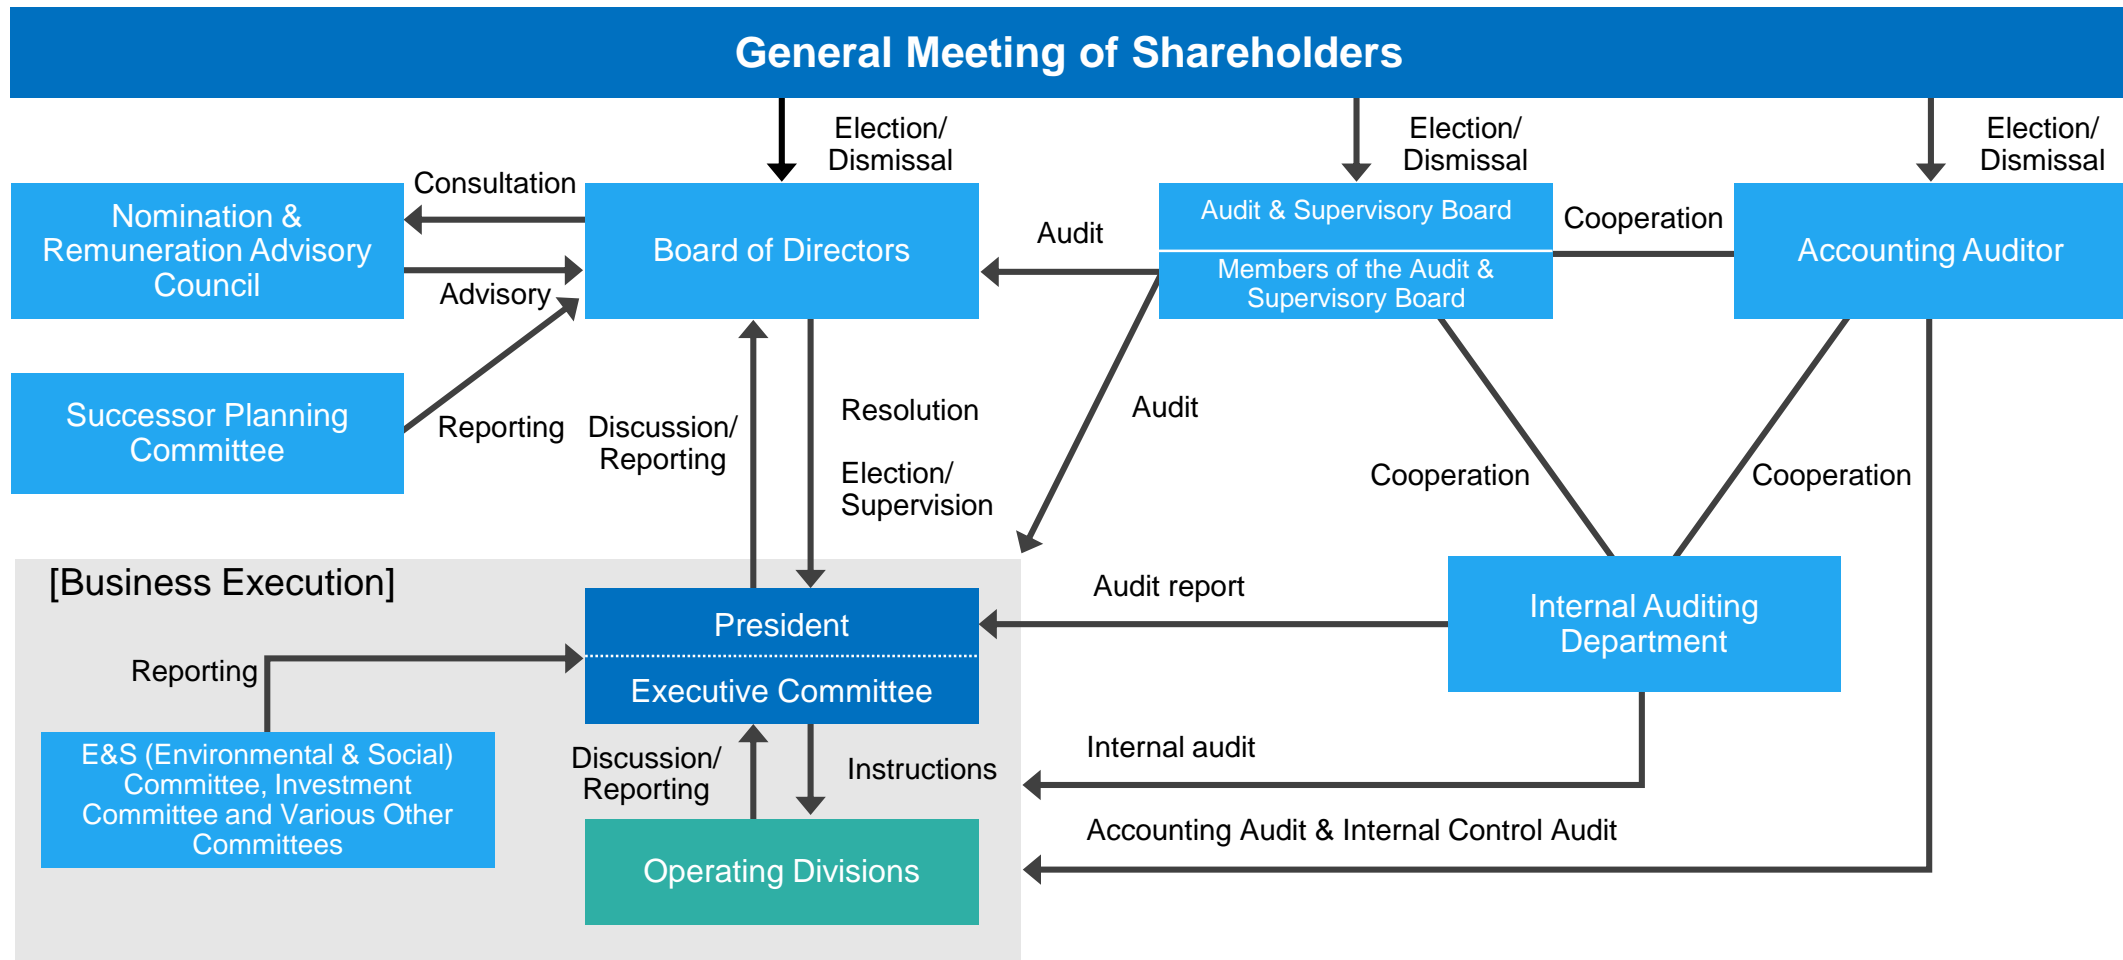 General Meeting of Shareholders
Election/
Dismissal
Election/
Dismissal
Election/
Dismissal
Consultation
Nomination &
Remuneration Advisory
Council
Advisory
Board of Directors
Audit
Audit & Supervisory Board
Members of the Audit &
Supervisory Board
Cooperation
Accounting Auditor
Successor Planning
Committee
Reporting
Discussion/
Reporting
Resolution
Election/
Supervision
Audit
Cooperation
Cooperation
[Business Execution]
President
Executive Committee
Audit report
Internal Auditing
Department
Reporting
E&S (Environmental & Social)
Committee, Investment
Committee and Various Other
Committees
Discussion/
Reporting
Instructions
Internal audit
Accounting Audit & Internal Control Audit
Operating Divisions